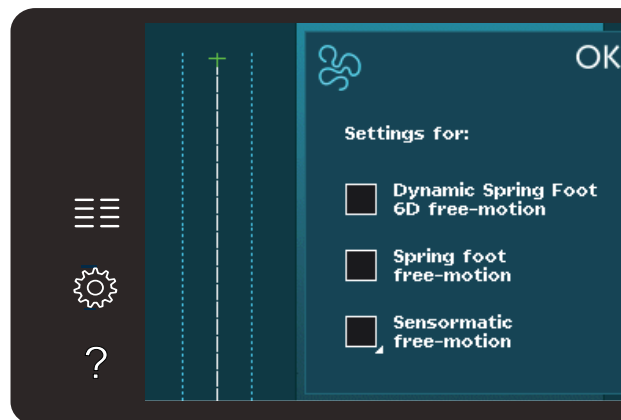 OK
Settings for:
Dynamic Spring Foot
6D free-motion
Spring foot
free-motion
Sensormatic
free-motion
?